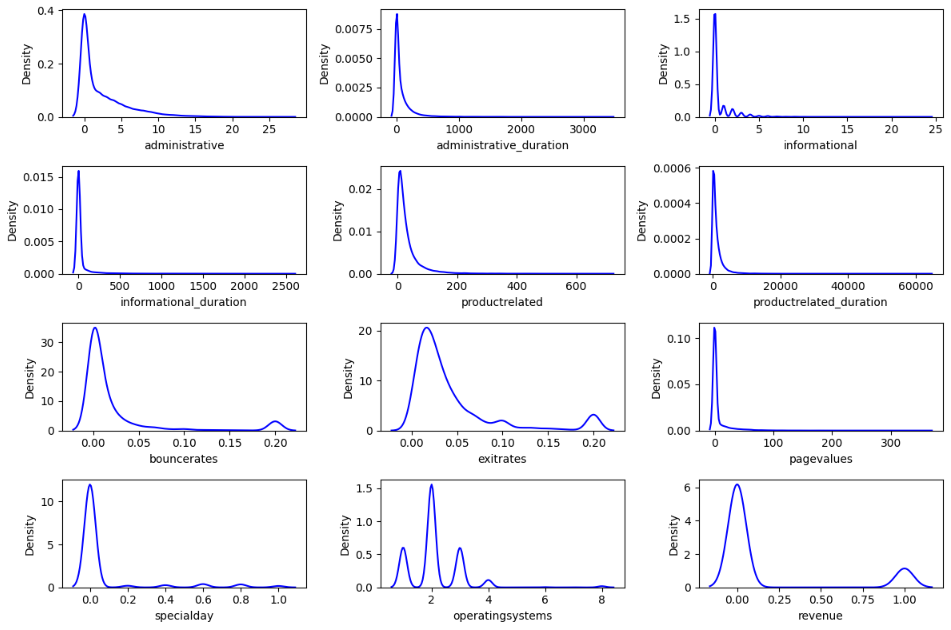 0.4
0.2
0.0
Density
0 5 10 15 20 25
administrative
0.0075
0.0050
0.0025
0.0000
Density
0 1000 2000 3000
administrative_duration
1.5
1.0
0.5
0.0
Density
0 5 10 15 20 25
informational
0.015
0.010
0.005
0.000
Density
0 500 1000 1500 2000 2500
informational_duration
0.02
0.01
0.00
Density
0 200 400 600
productrelated
0.0006
0.0004
0.0002
0.0000
Density
0 20000 40000 60000
productrelated_duration
30
20
10
0
Density
0.00 0.05 0.10 0.15 0.20
bouncerates
20
10
0
Density
0.00 0.05 0.10 0.15 0.20
exitrates
0.10
0.05
0.00
Density
0 100 200 300
pagevalues
10
5
0
Density
0.0 0.2 0.4 0.6 0.8 1.0
specialday
1.5
1.0
0.5
0.0
Density
2 4 6 8
operatingsystems
6
4
2
0
Density
0.00 0.25 0.50 0.75 1.00
revenue